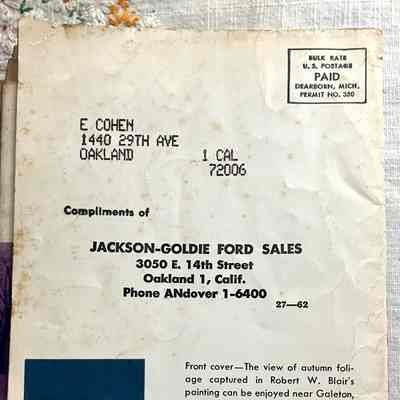 BULK RATE
U. S. POSTAGE
PAID
DEARBORN, MICH.
PERMIT NO. 350
E COHEN
1440 29TH AVE
OAKLAND 1 CAL
72006
Compliments of
JACKSON-GOLDIE FORD SALES
3050 E. 14th Street
Oakland 1, Calif.
Phone ANdover 1-6400
27—62
Front cover—The view of autumn foli-
age captured in Robert W. Blair's
painting can be enjoyed near Galeton,